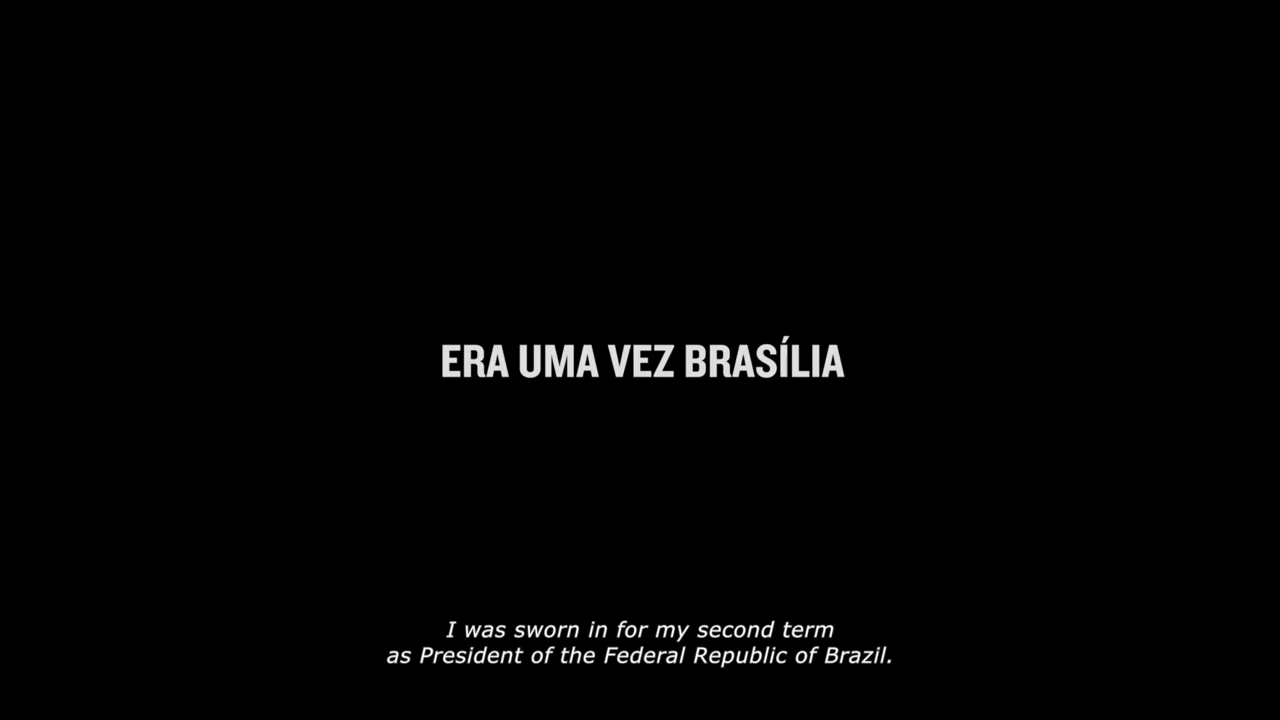 ERA UMA VEZ BRASÍLIA
I was sworn in for my second term
as President of the Federal Republic of Brazil.